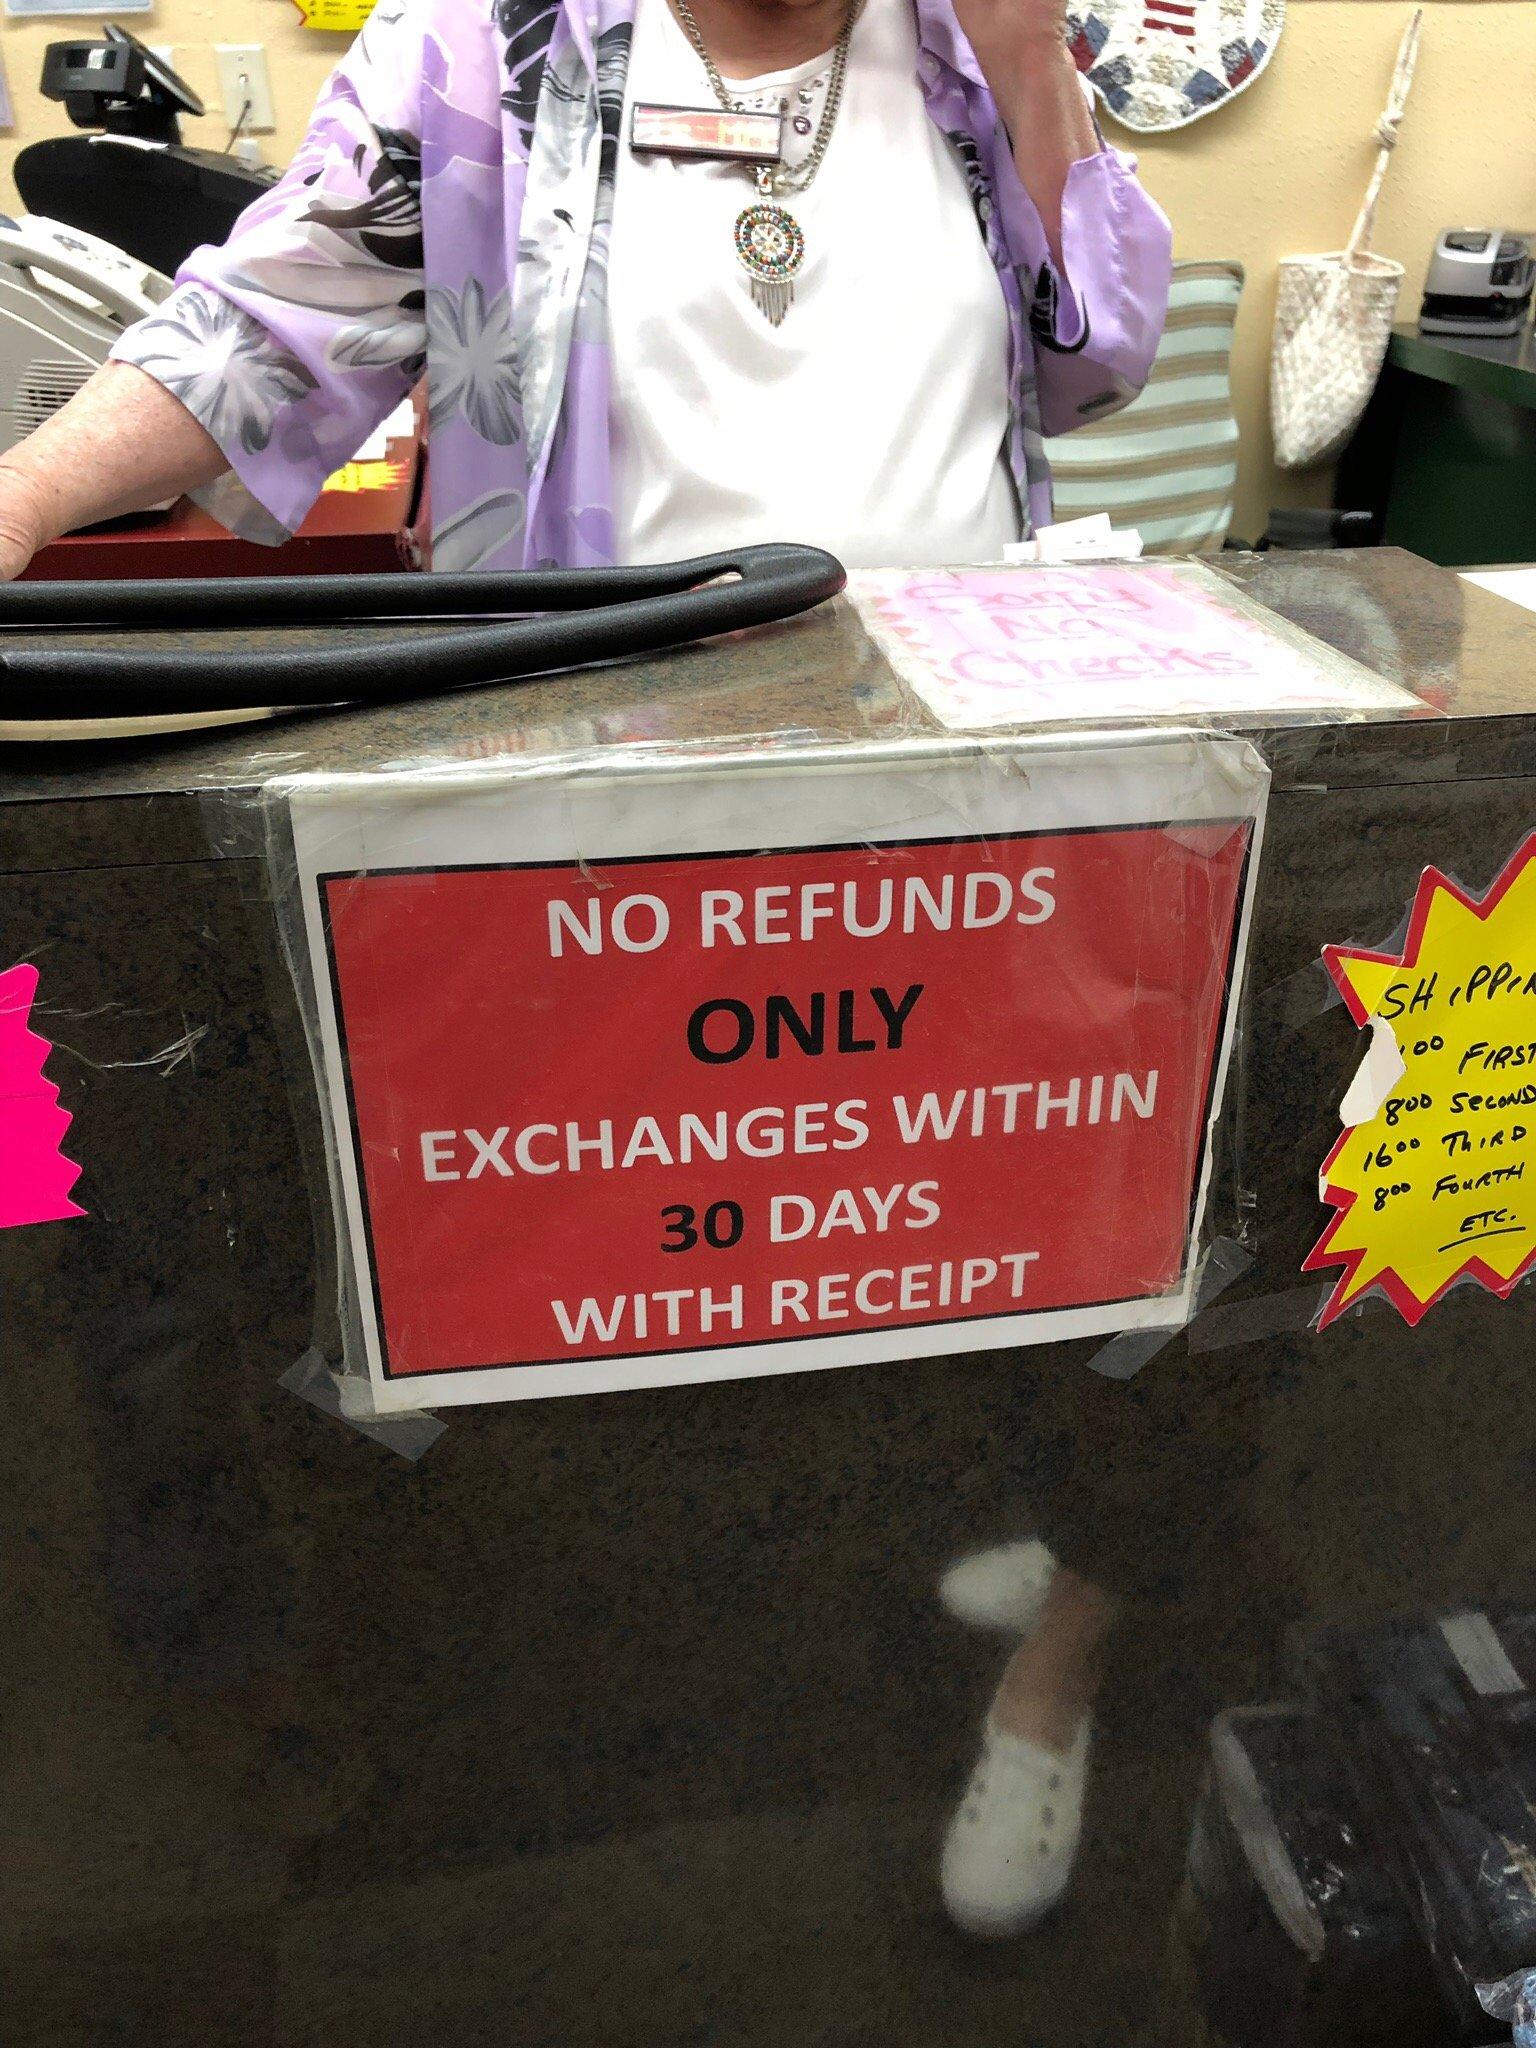 Sorry
No
Checks
NO REFUNDS
ONLY
EXCHANGES WITHIN
30 DAYS
WITH RECEIPT
FIRST
800 SECOND
1600 THIRD
800 FOURTH
ETC.